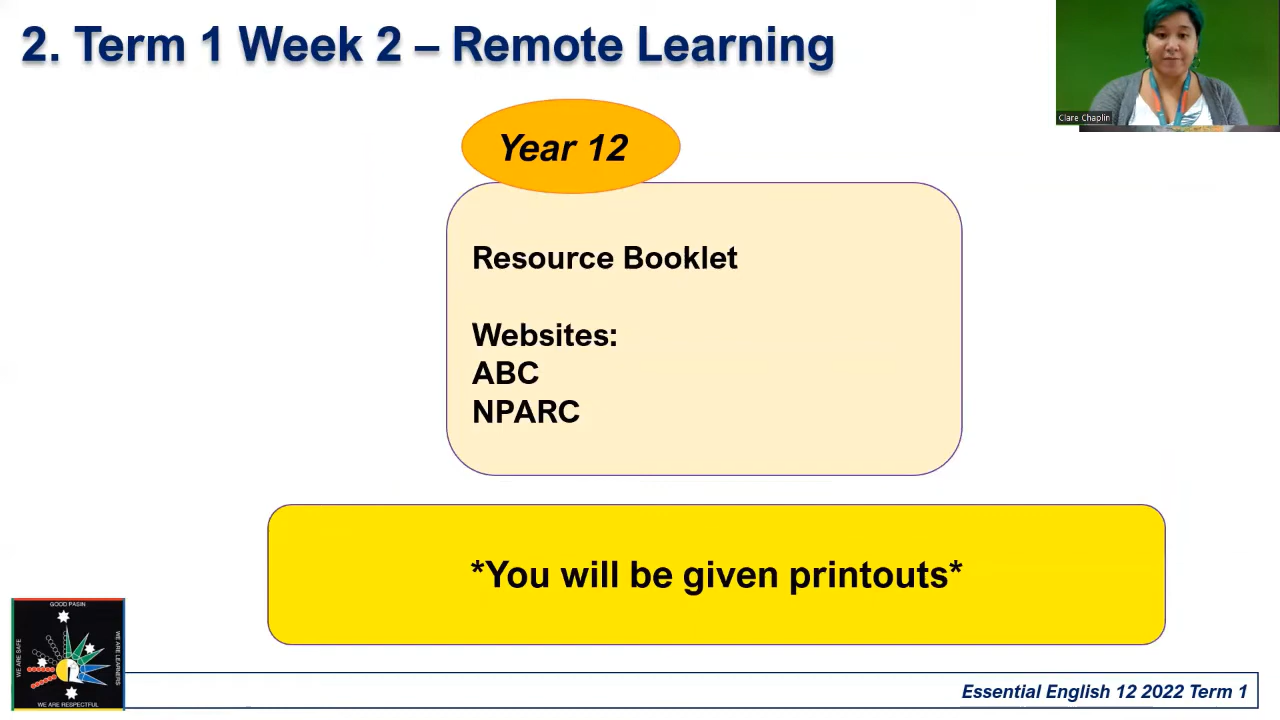 2. Term 1 Week 2 – Remote Learning
Clare Chaplin
Year 12
Resource Booklet
Websites:
ABC
NPARC
*You will be given printouts*
GOOD PASIN
WE ARE SAFE
WE ARE LEARNERS
WE ARE RESPECTFUL
Essential English 12 2022 Term 1